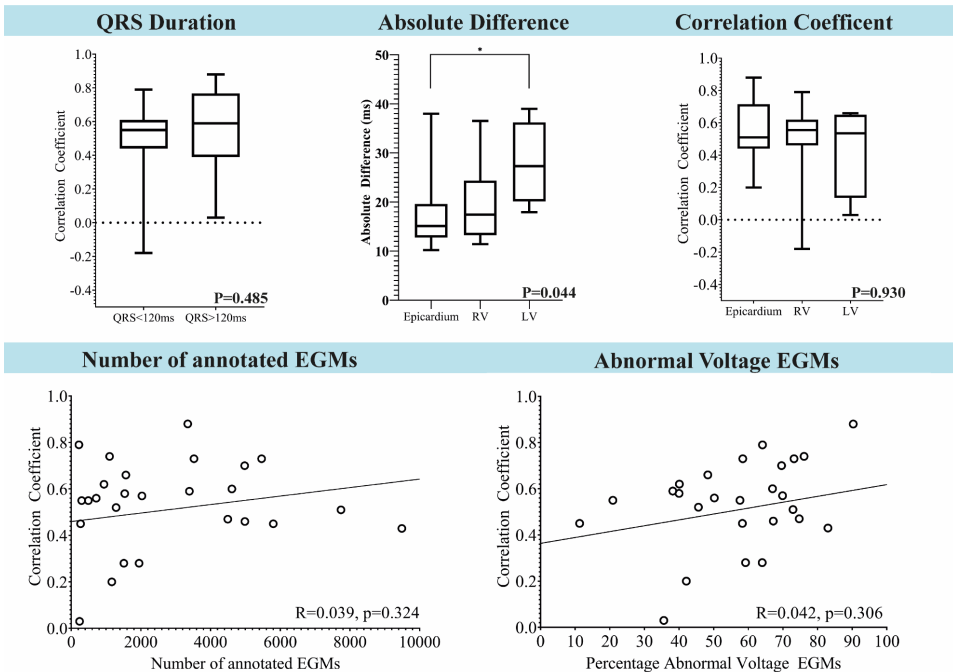 QRS Duration
Absolute Difference
Correlation Coefficent
Correlation Coefficient
1.0
0.8
0.6
0.4
0.2
0.0
-0.2
-0.4
QRS<120ms
QRS>120ms
P=0.485
Absolute Difference (ms)
50
40
30
20
10
0
*
Epicardium
RV
LV
P=0.044
Correlation Coefficient
1.0
0.8
0.6
0.4
0.2
0.0
-0.2
-0.4
Epicardium
RV
LV
P=0.930
Number of annotated EGMs
Abnormal Voltage EGMs
Correlation Coefficient
1.0
0.8
0.6
0.4
0.2
0.0
0
2000
4000
6000
8000
10000
R=0.039, p=0.324
Number of annotated EGMs
Correlation Coefficient
1.0
0.8
0.6
0.4
0.2
0.0
0
10
20
30
40
50
60
70
80
90
100
R=0.042, p=0.306
Percentage Abnormal Voltage EGMs